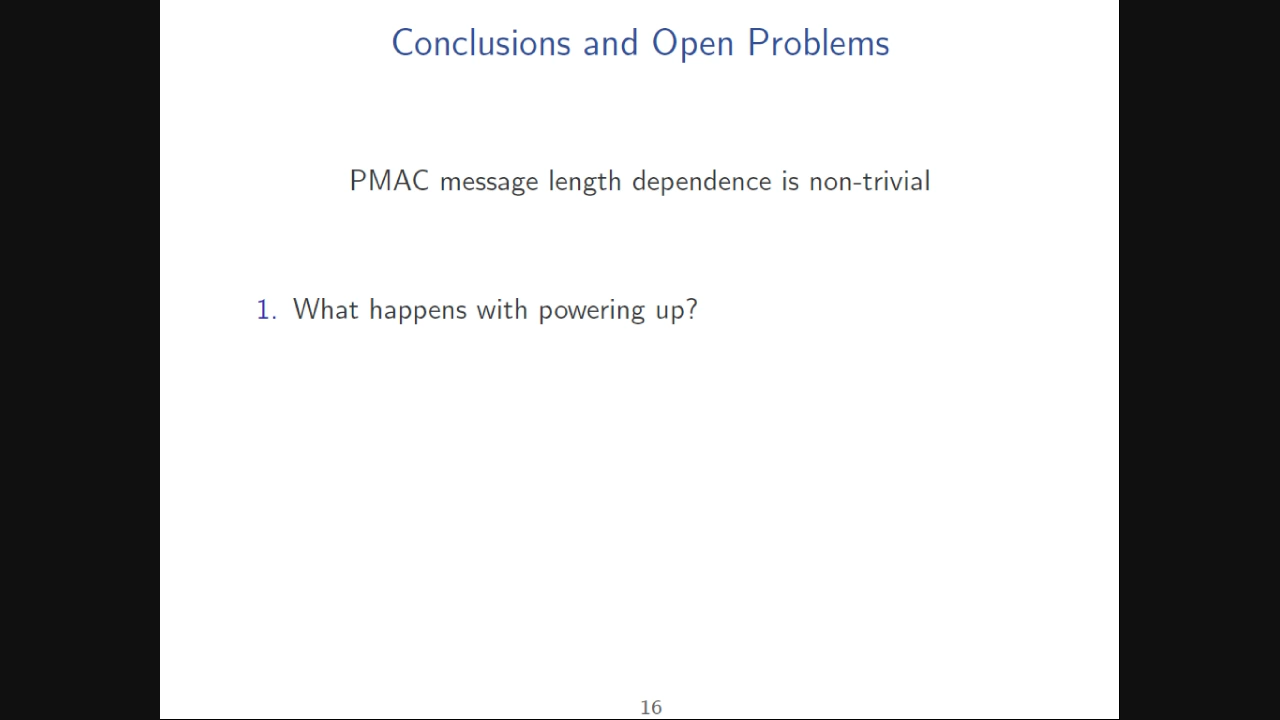 Conclusions and Open Problems
PMAC message length dependence is non-trivial
1. What happens with powering up?
16